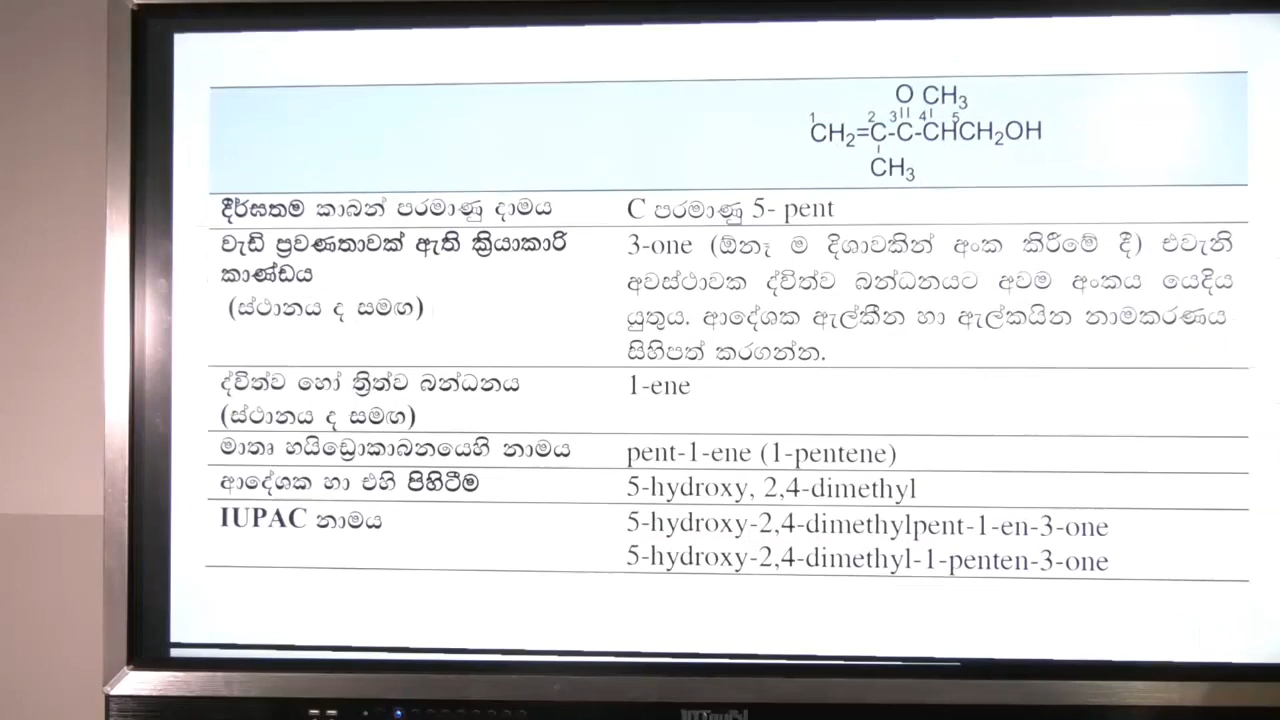 O CH3
1 2 3 4 5
CH2=C-C-CHCH2OH
CH3
දීර්ඝතම කාබන් පරමාණු දාමය
C පරමාණු 5- pent
වැඩි ප්‍රවණතාවක් ඇති ක්‍රියාකාරී
කාණ්ඩය
(ස්ථානය ද සමඟ)
3-one (ඕනෑ ම දිශාවකින් අංක කිරීමේ දී) එවැනි
අවස්ථාවක ද්විත්ව බන්ධනයට අවම අංකය යෙදිය
යුතුය. ආදේශක ඇල්කීන හා ඇල්කයින නාමකරණය
සිහිපත් කරගන්න.
ද්විත්ව හෝ ත්‍රිත්ව බන්ධනය
(ස්ථානය ද සමඟ)
1-ene
මාතෘ හයිඩ්‍රොකාබනයෙහි නාමය
pent-1-ene (1-pentene)
ආදේශක හා එහි පිහිටීම
5-hydroxy, 2,4-dimethyl
IUPAC නාමය
5-hydroxy-2,4-dimethylpent-1-en-3-one
5-hydroxy-2,4-dimethyl-1-penten-3-one